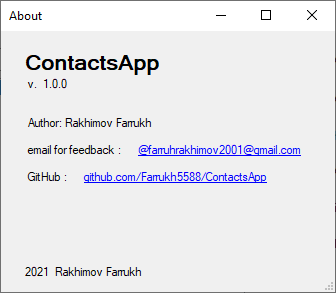 About
ContactsApp
v. 1.0.0
Author: Rakhimov Farrukh
email for feedback : @farruhrakhimov2001@gmail.com
GitHub : github.com/Farrukh5588/ContactsApp
2021 Rakhimov Farrukh